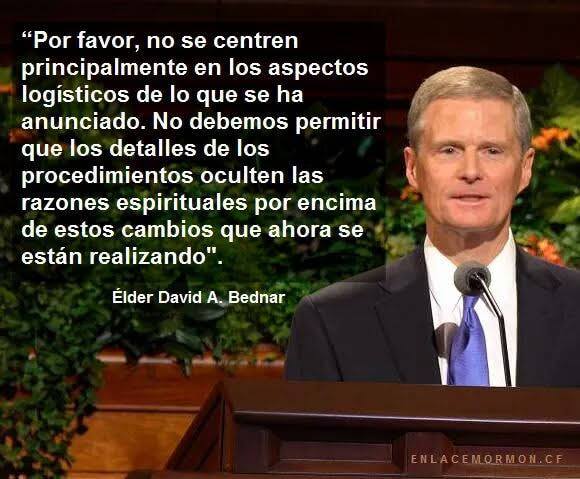 “Por favor, no se centren
principalmente en los aspectos
logísticos de lo que se ha
anunciado. No debemos permitir
que los detalles de los
procedimientos oculten las
razones espirituales por encima
de estos cambios que ahora se
están realizando".
Élder David A. Bednar
ENLACEMORMON.CF